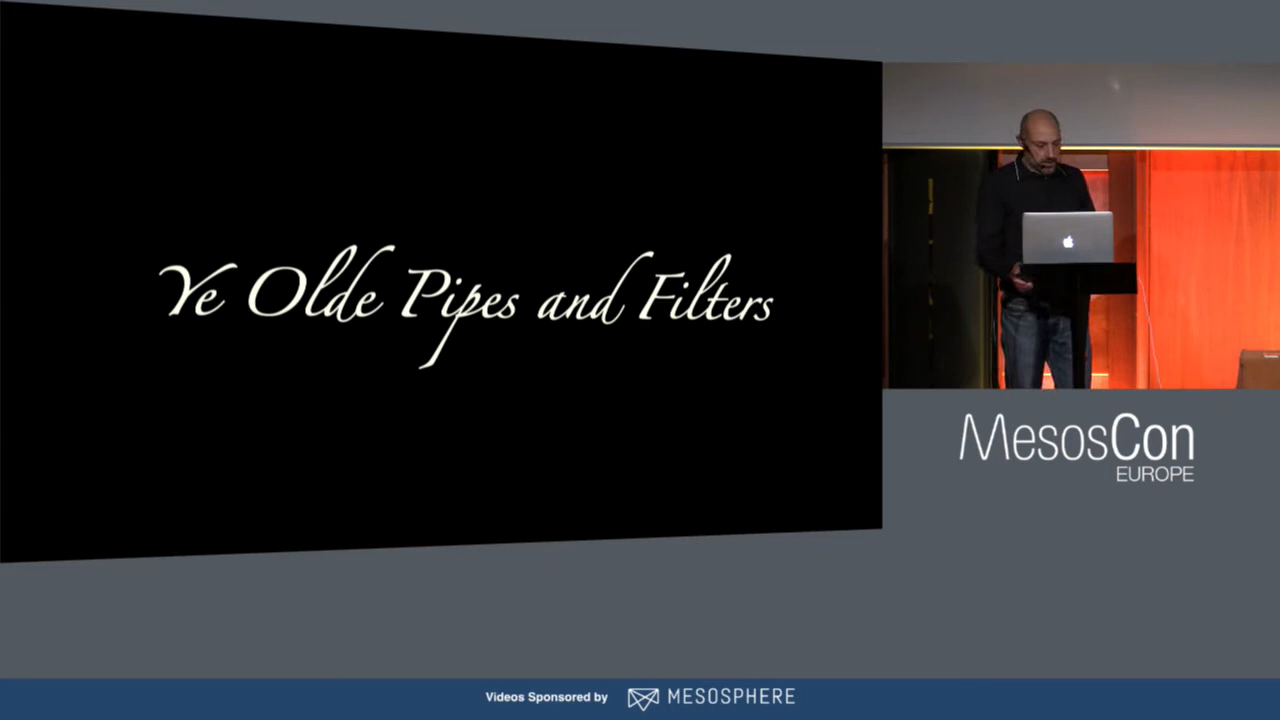 Ye Olde Pipes and Filters
MesosCon
EUROPE
Videos Sponsored by MESOSPHERE